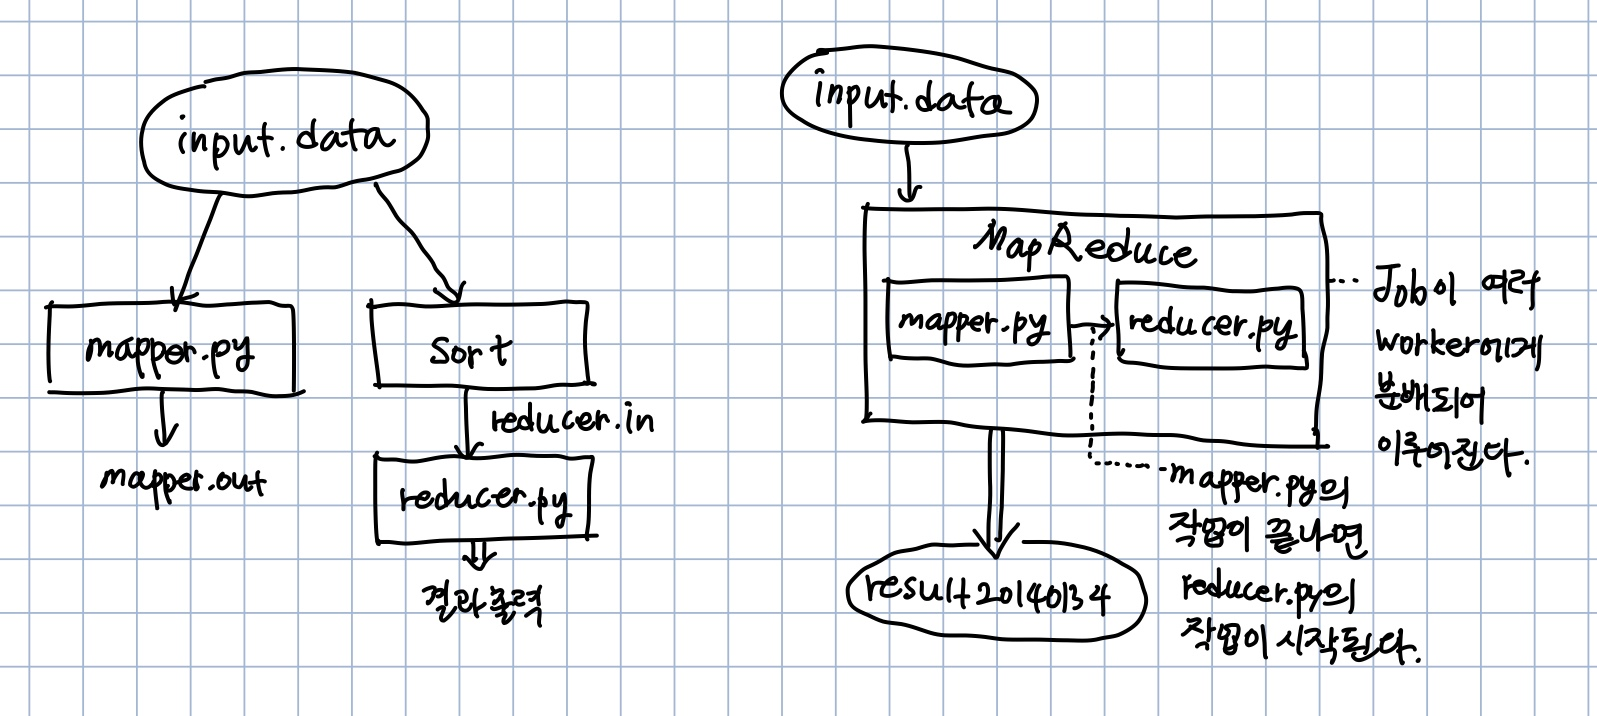 input.data
mapper.py
mapper.out
sort
reducer.in
reducer.py
결과출력
input.data
MapReduce
mapper.py
reducer.py
Job이 여러
worker에게
분배되어
이루어진다.
mapper.py의
작업이 끝나면
reducer.py의
작업이 시작된다.
result20140134